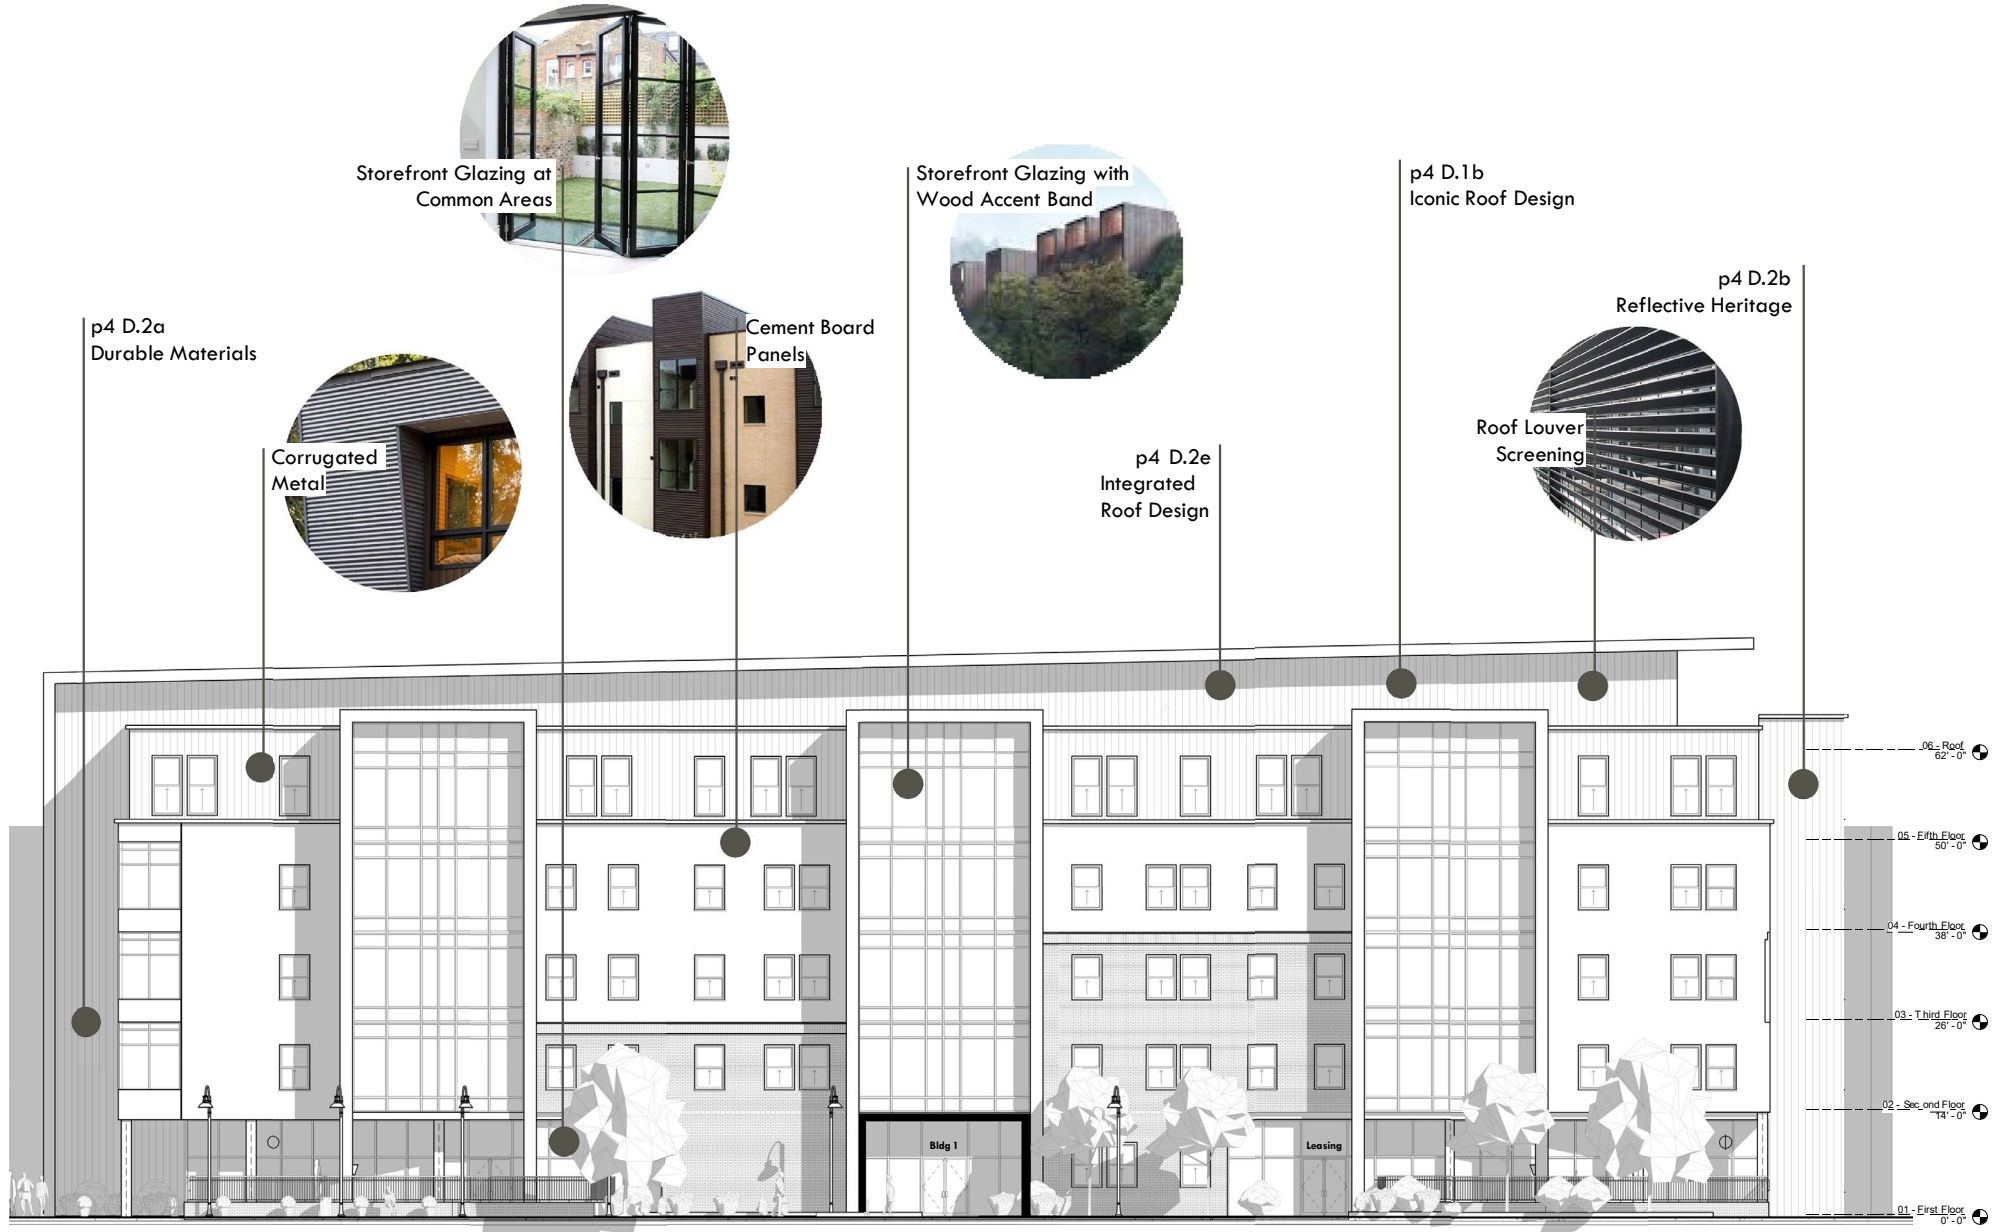 Storefront Glazing at
Common Areas
Storefront Glazing with
Wood Accent Band
p4 D.1b
Iconic Roof Design
p4 D.2b
Reflective Heritage
p4 D.2a
Durable Materials
Cement Board
Panels
Roof Louver
Screening
Corrugated
Metal
p4 D.2e
Integrated
Roof Design
06 - Roof
62' - 0"
05 - Fifth Floor
50' - 0"
04 - Fourth Floor
38' - 0"
03 - Third Floor
26' - 0"
02 - Second Floor
14' - 0"
Bldg 1
Leasing
01 - First Floor
0' - 0"